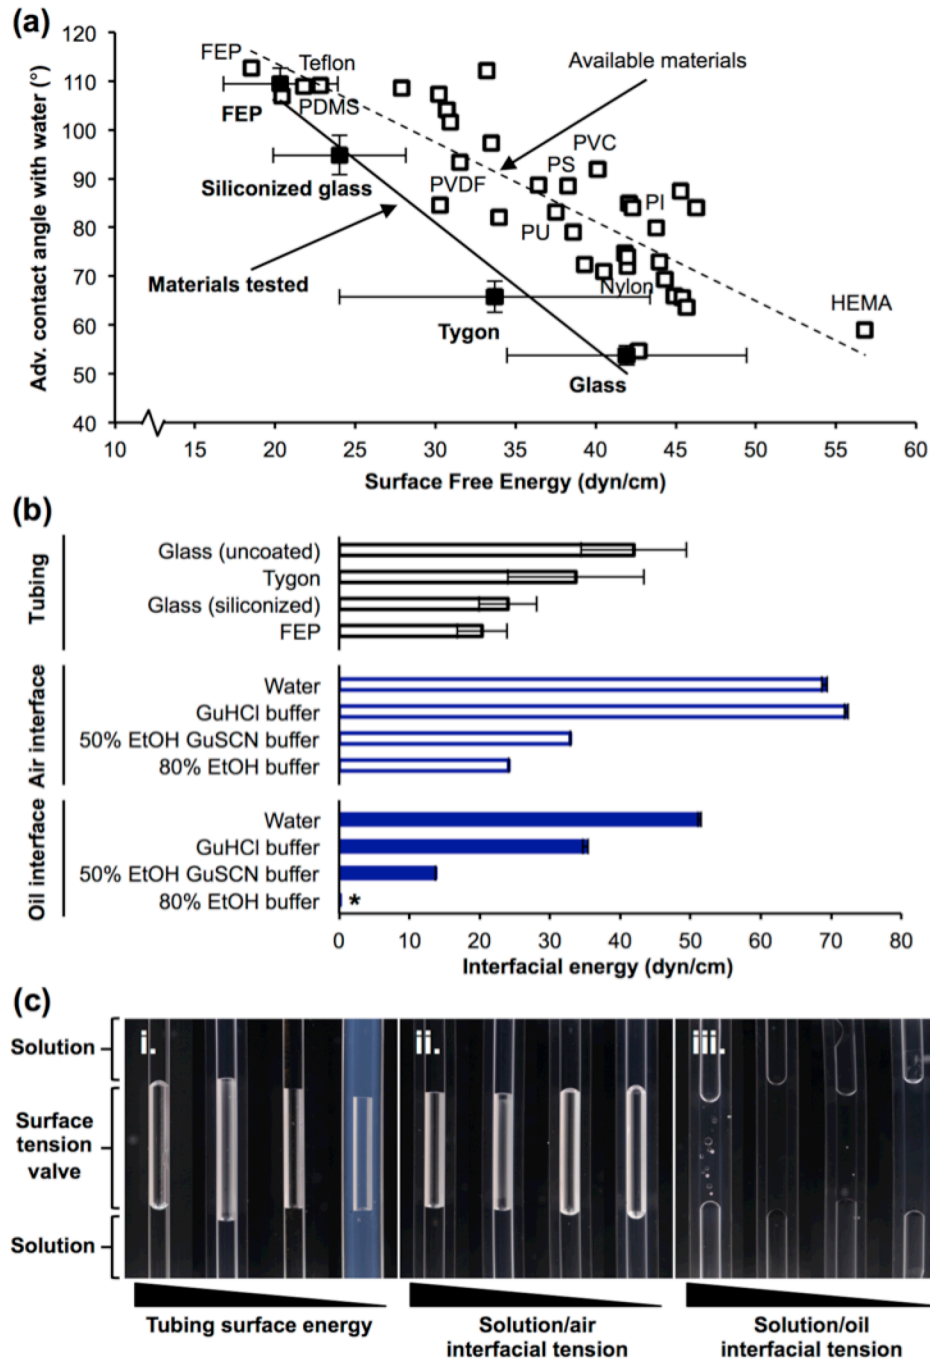 (a)
120
110
100
90
80
70
60
50
40
Adv. contact angle with water (°)
FEP
Teflon
FEP
PDMS
Available materials
Siliconized glass
PVDF
PS
PVC
PU
PI
Materials tested
Nylon
Tygon
HEMA
Glass
10 20 25 30 35 40 45 50 55 60
Surface Free Energy (dyn/cm)
(b)
Tubing
Glass (uncoated)
Tygon
Glass (siliconized)
FEP
Air interface
Water
GuHCl buffer
50% EtOH GuSCN buffer
80% EtOH buffer
Oil interface
Water
GuHCl buffer
50% EtOH GuSCN buffer
80% EtOH buffer *
0 10 20 30 40 50 60 70 80
Interfacial energy (dyn/cm)
(c)
i. ii. iii.
Solution
Surface
tension
valve
Solution
Tubing surface energy
Solution/air
interfacial tension
Solution/oil
interfacial tension